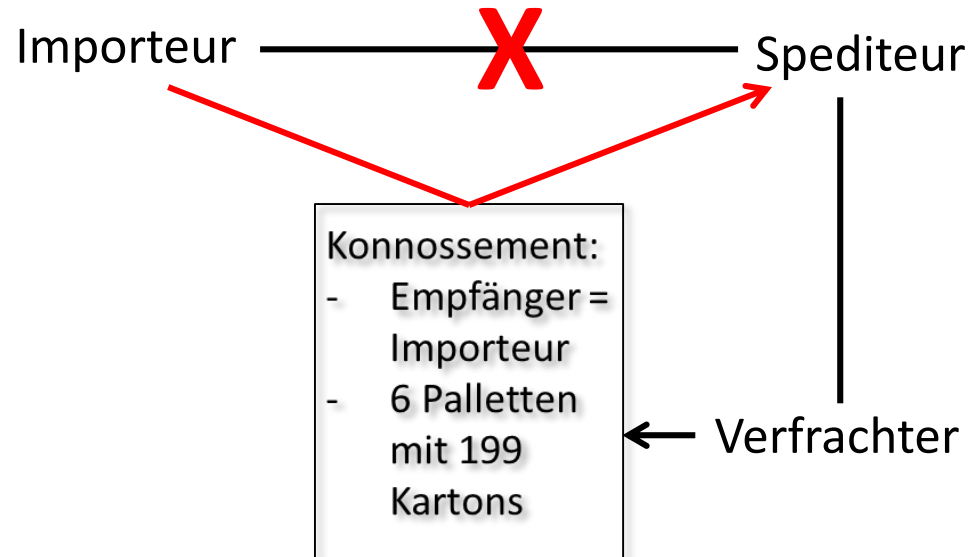 Importeur
X
Spediteur
Konnossement:
- Empfänger =
Importeur
- 6 Palletten
mit 199
Kartons
Verfrachter